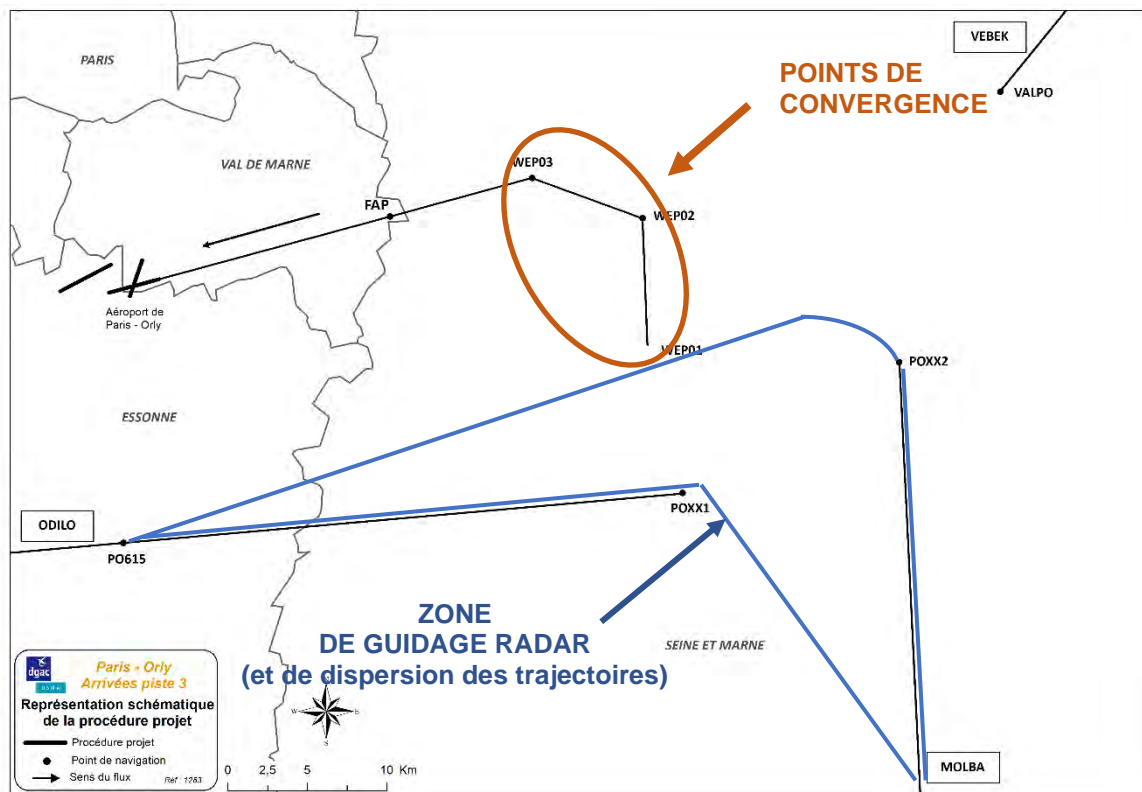 PARIS
VEBEK
POINTS DE
CONVERGENCE
VALPO
VAL DE MARNE
WEP03
FAP
WEP02
Aéroport de
Paris - Orly
WEP01
POXX2
ESSONNE
POXX1
ODILO
PO615
ZONE
DE GUIDAGE RADAR
(et de dispersion des trajectoires)
SEINE ET MARNE
dgac
Paris - Orly
Arrivées piste 3
Représentation schématique
de la procédure projet
Procédure projet
Point de navigation
Sens du flux
Réf : 1283
N
W
E
S
0 2,5 5 10 Km
MOLBA